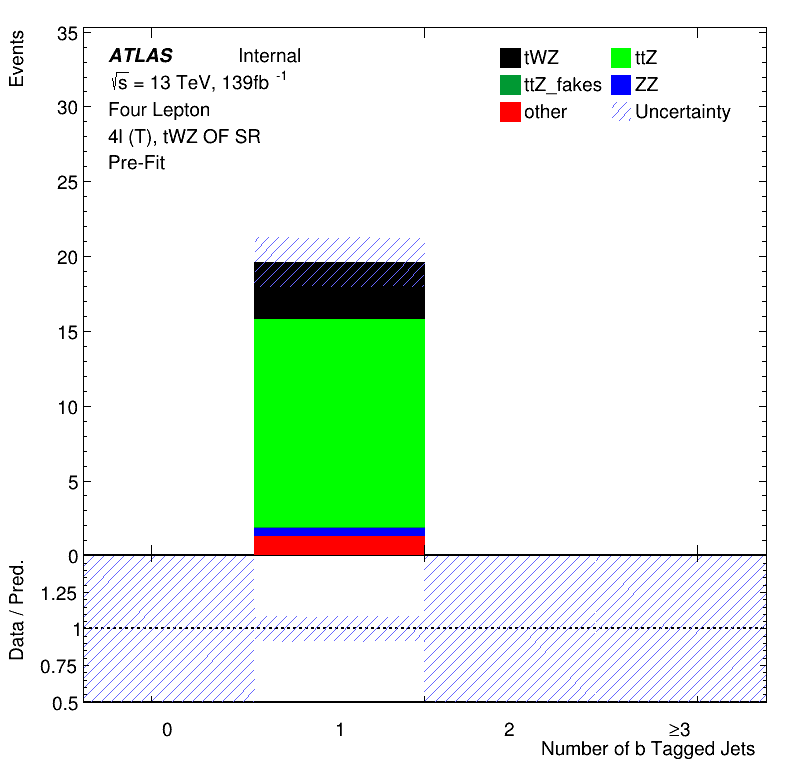 ATLAS Internal
√s = 13 TeV, 139fb⁻¹
Four Lepton
4l (T), tWZ OF SR
Pre-Fit
tWZ ttZ
ttZ_fakes ZZ
other Uncertainty
Events
35
30
25
20
15
10
5
0
Data / Pred.
1.25
1
0.75
0.5
0 1 2 ≥3
Number of b Tagged Jets